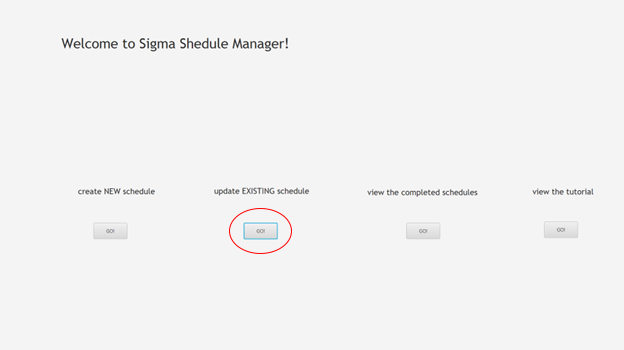 Welcome to Sigma Shedule Manager!
create NEW schedule
update EXISTING schedule
view the completed schedules
view the tutorial
GO!
GO!
GO!
GO!